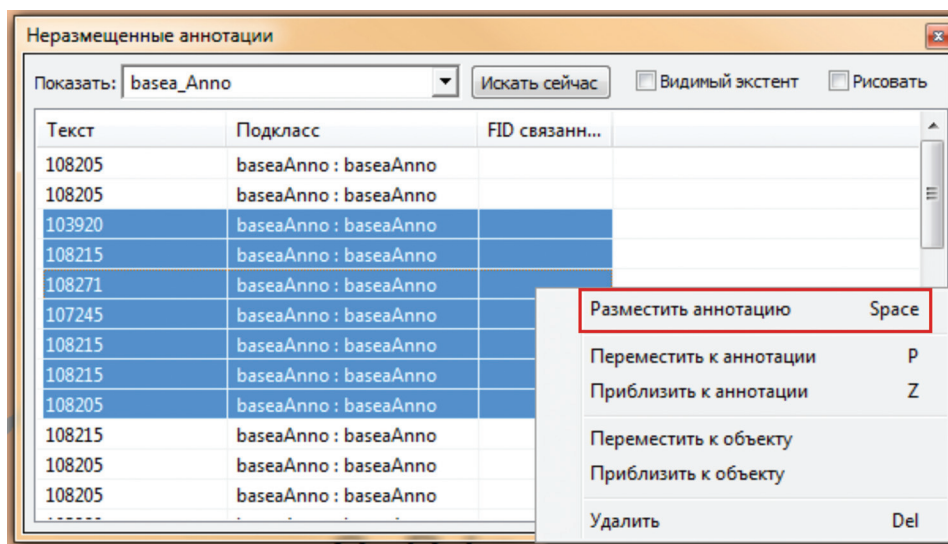 Неразмещенные аннотации
Показать: basea_Anno Искать сейчас Видимый экстент Рисовать
Текст Подкласс FID связанн...
108205 baseaAnno : baseaAnno
108205 baseaAnno : baseaAnno
103920 baseaAnno : baseaAnno
108215 baseaAnno : baseaAnno
108271 baseaAnno : baseaAnno
107245 baseaAnno : baseaAnno
108215 baseaAnno : baseaAnno
108215 baseaAnno : baseaAnno
108205 baseaAnno : baseaAnno
108215 baseaAnno : baseaAnno
108205 baseaAnno : baseaAnno
108205 baseaAnno : baseaAnno
Разместить аннотацию Space
Переместить к аннотации P
Приблизить к аннотации Z
Переместить к объекту
Приблизить к объекту
Удалить Del